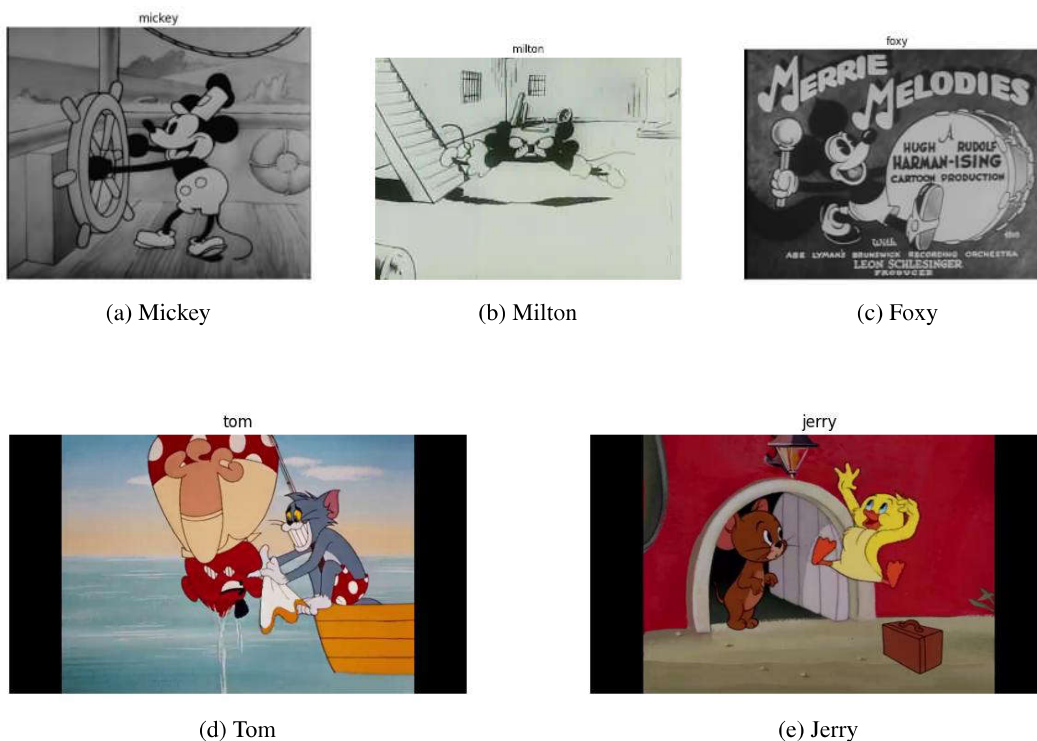 mickey
milton
foxy
MERRIE
MELODIES
A
HUGH RUDOLF
HARMAN-ISING
CARTOON PRODUCTION
With
ABE LYMAN'S BRUNSWICK RECORDING ORCHESTRA
LEON SCHLESINGER
PRODUCER
(a) Mickey
(b) Milton
(c) Foxy
tom
jerry
(d) Tom
(e) Jerry